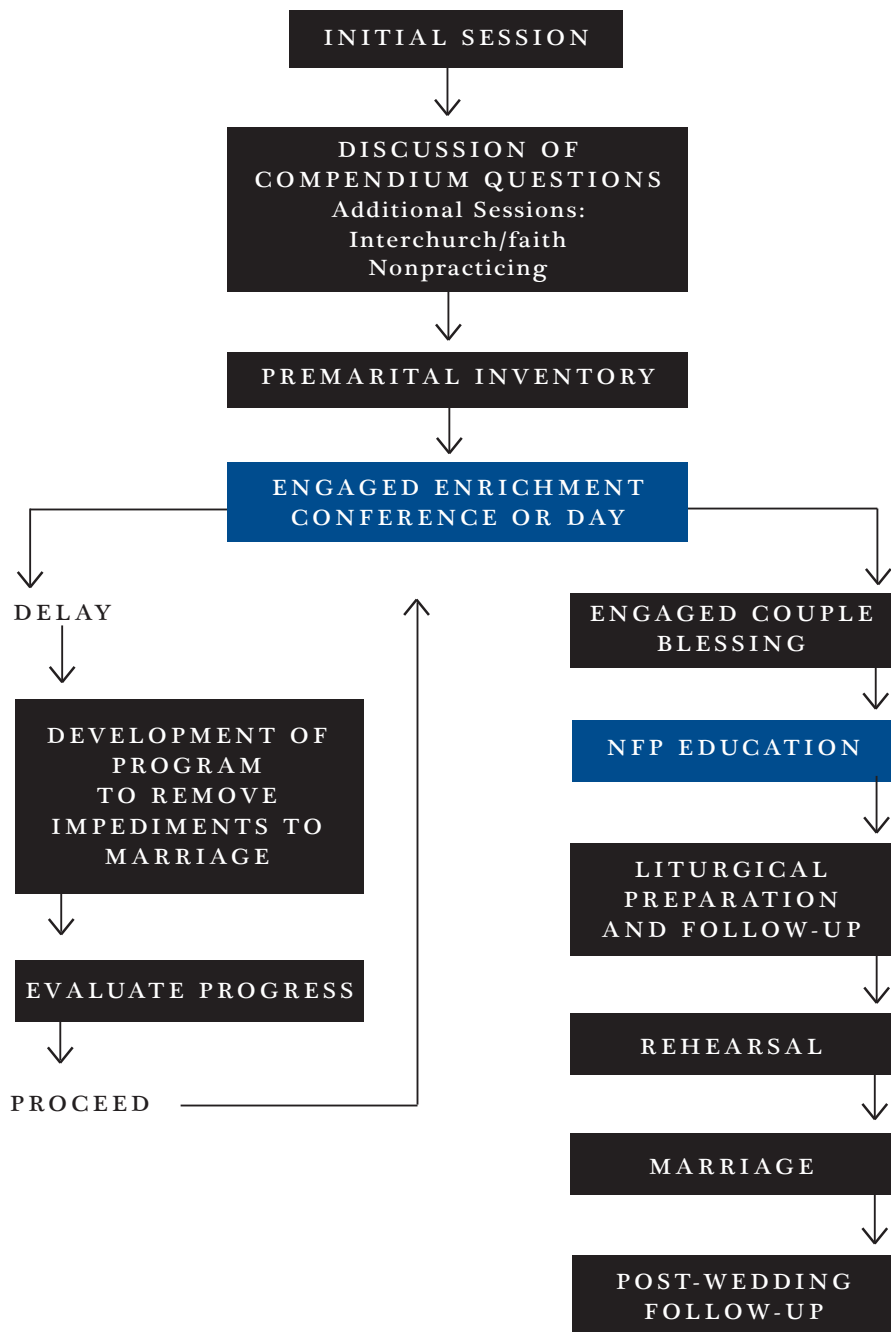 INITIAL SESSION
DISCUSSION OF
COMPENDIUM QUESTIONS
Additional Sessions:
Interchurch/faith
Nonpracticing
PREMARITAL INVENTORY
ENGAGED ENRICHMENT
CONFERENCE OR DAY
DELAY
DEVELOPMENT OF
PROGRAM
TO REMOVE
IMPEDIMENTS TO
MARRIAGE
EVALUATE PROGRESS
PROCEED
ENGAGED COUPLE
BLESSING
NFP EDUCATION
LITURGICAL
PREPARATION
AND FOLLOW-UP
REHEARSAL
MARRIAGE
POST-WEDDING
FOLLOW-UP